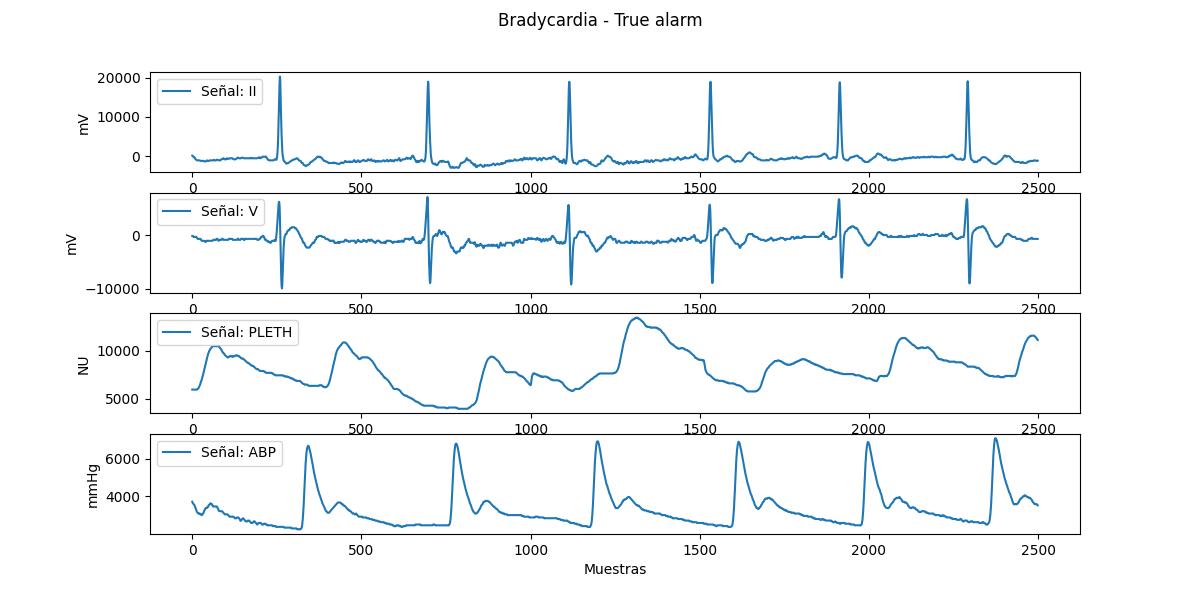 Bradycardia - True alarm
20000
10000
0
mV
Señal: II
0 500 1000 1500 2000 2500
0
−10000
mV
Señal: V
0 500 1000 1500 2000 2500
10000
5000
NU
Señal: PLETH
0 500 1000 1500 2000 2500
6000
4000
mmHg
Señal: ABP
0 500 1000 1500 2000 2500
Muestras